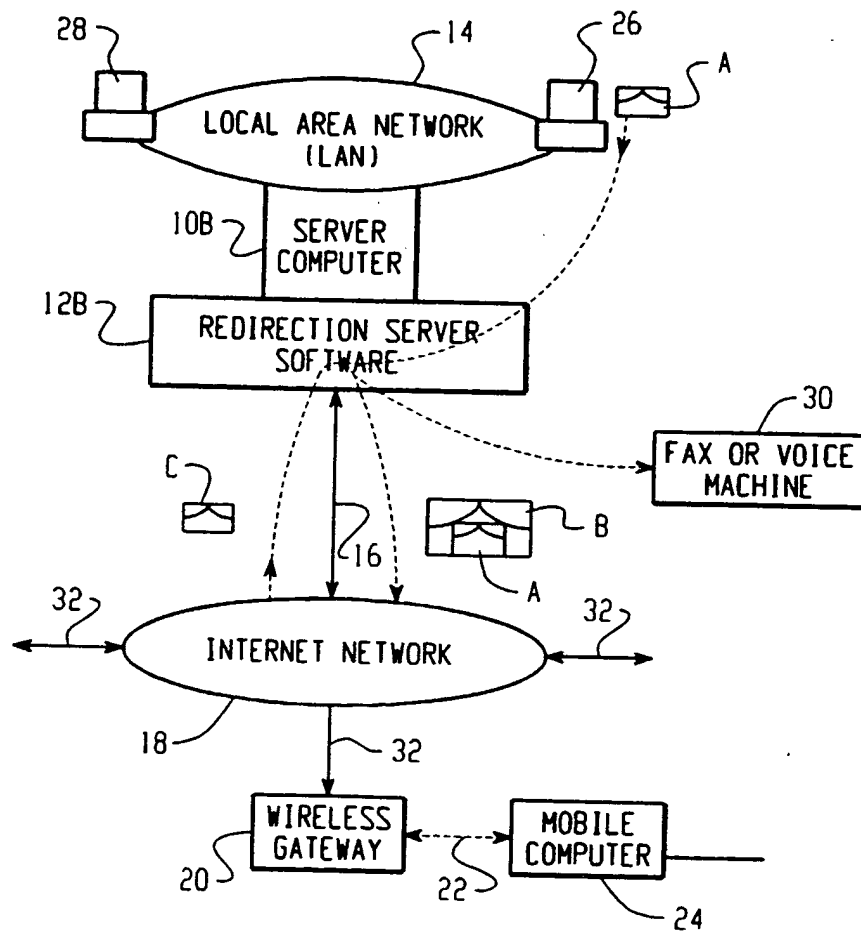 28
14
26
A
LOCAL AREA NETWORK
(LAN)
10B
SERVER
COMPUTER
12B
REDIRECTION SERVER
SOFTWARE
30
FAX OR VOICE
MACHINE
C
16
B
A
32
INTERNET NETWORK
32
18
32
WIRELESS
GATEWAY
MOBILE
COMPUTER
20
22
24